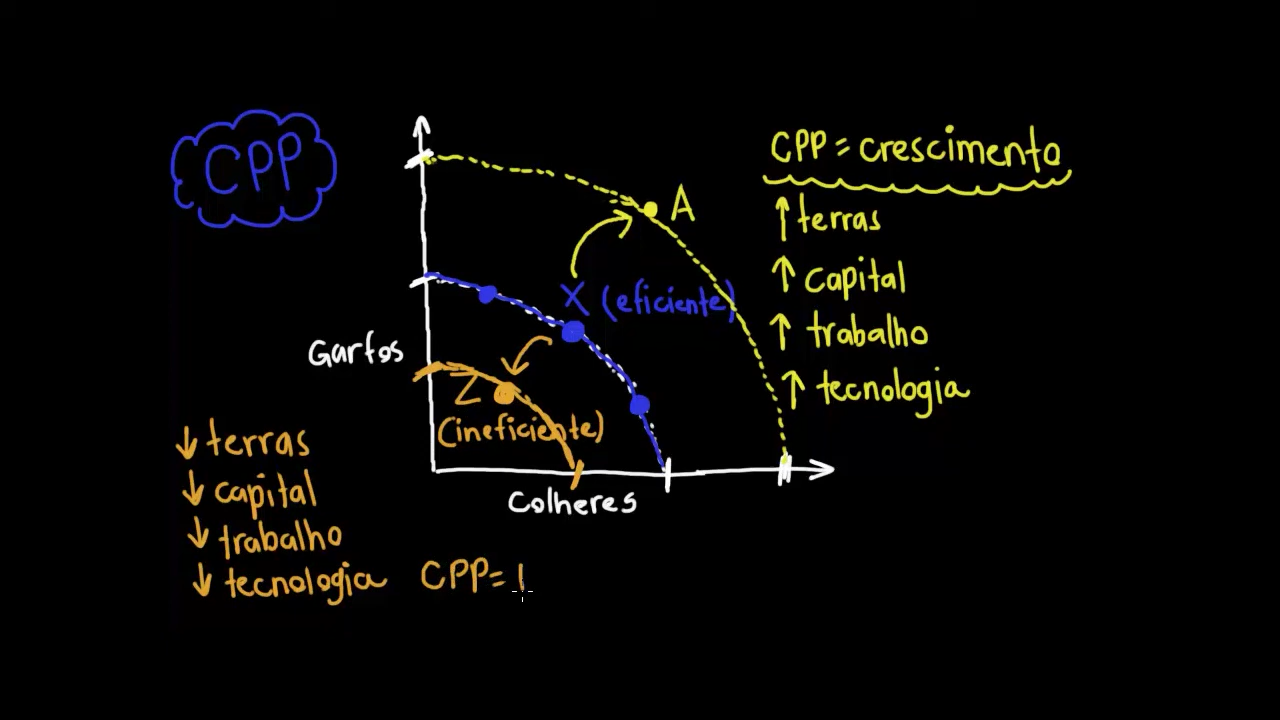 CPP
CPP = crescimento
A
↑ terras
↑ capital
X (eficiente)
↑ trabalho
Garfos
Z
↑ tecnologia
(ineficiente)
↓ terras
↓ capital
Colheres
↓ trabalho
↓ tecnologia CPP=